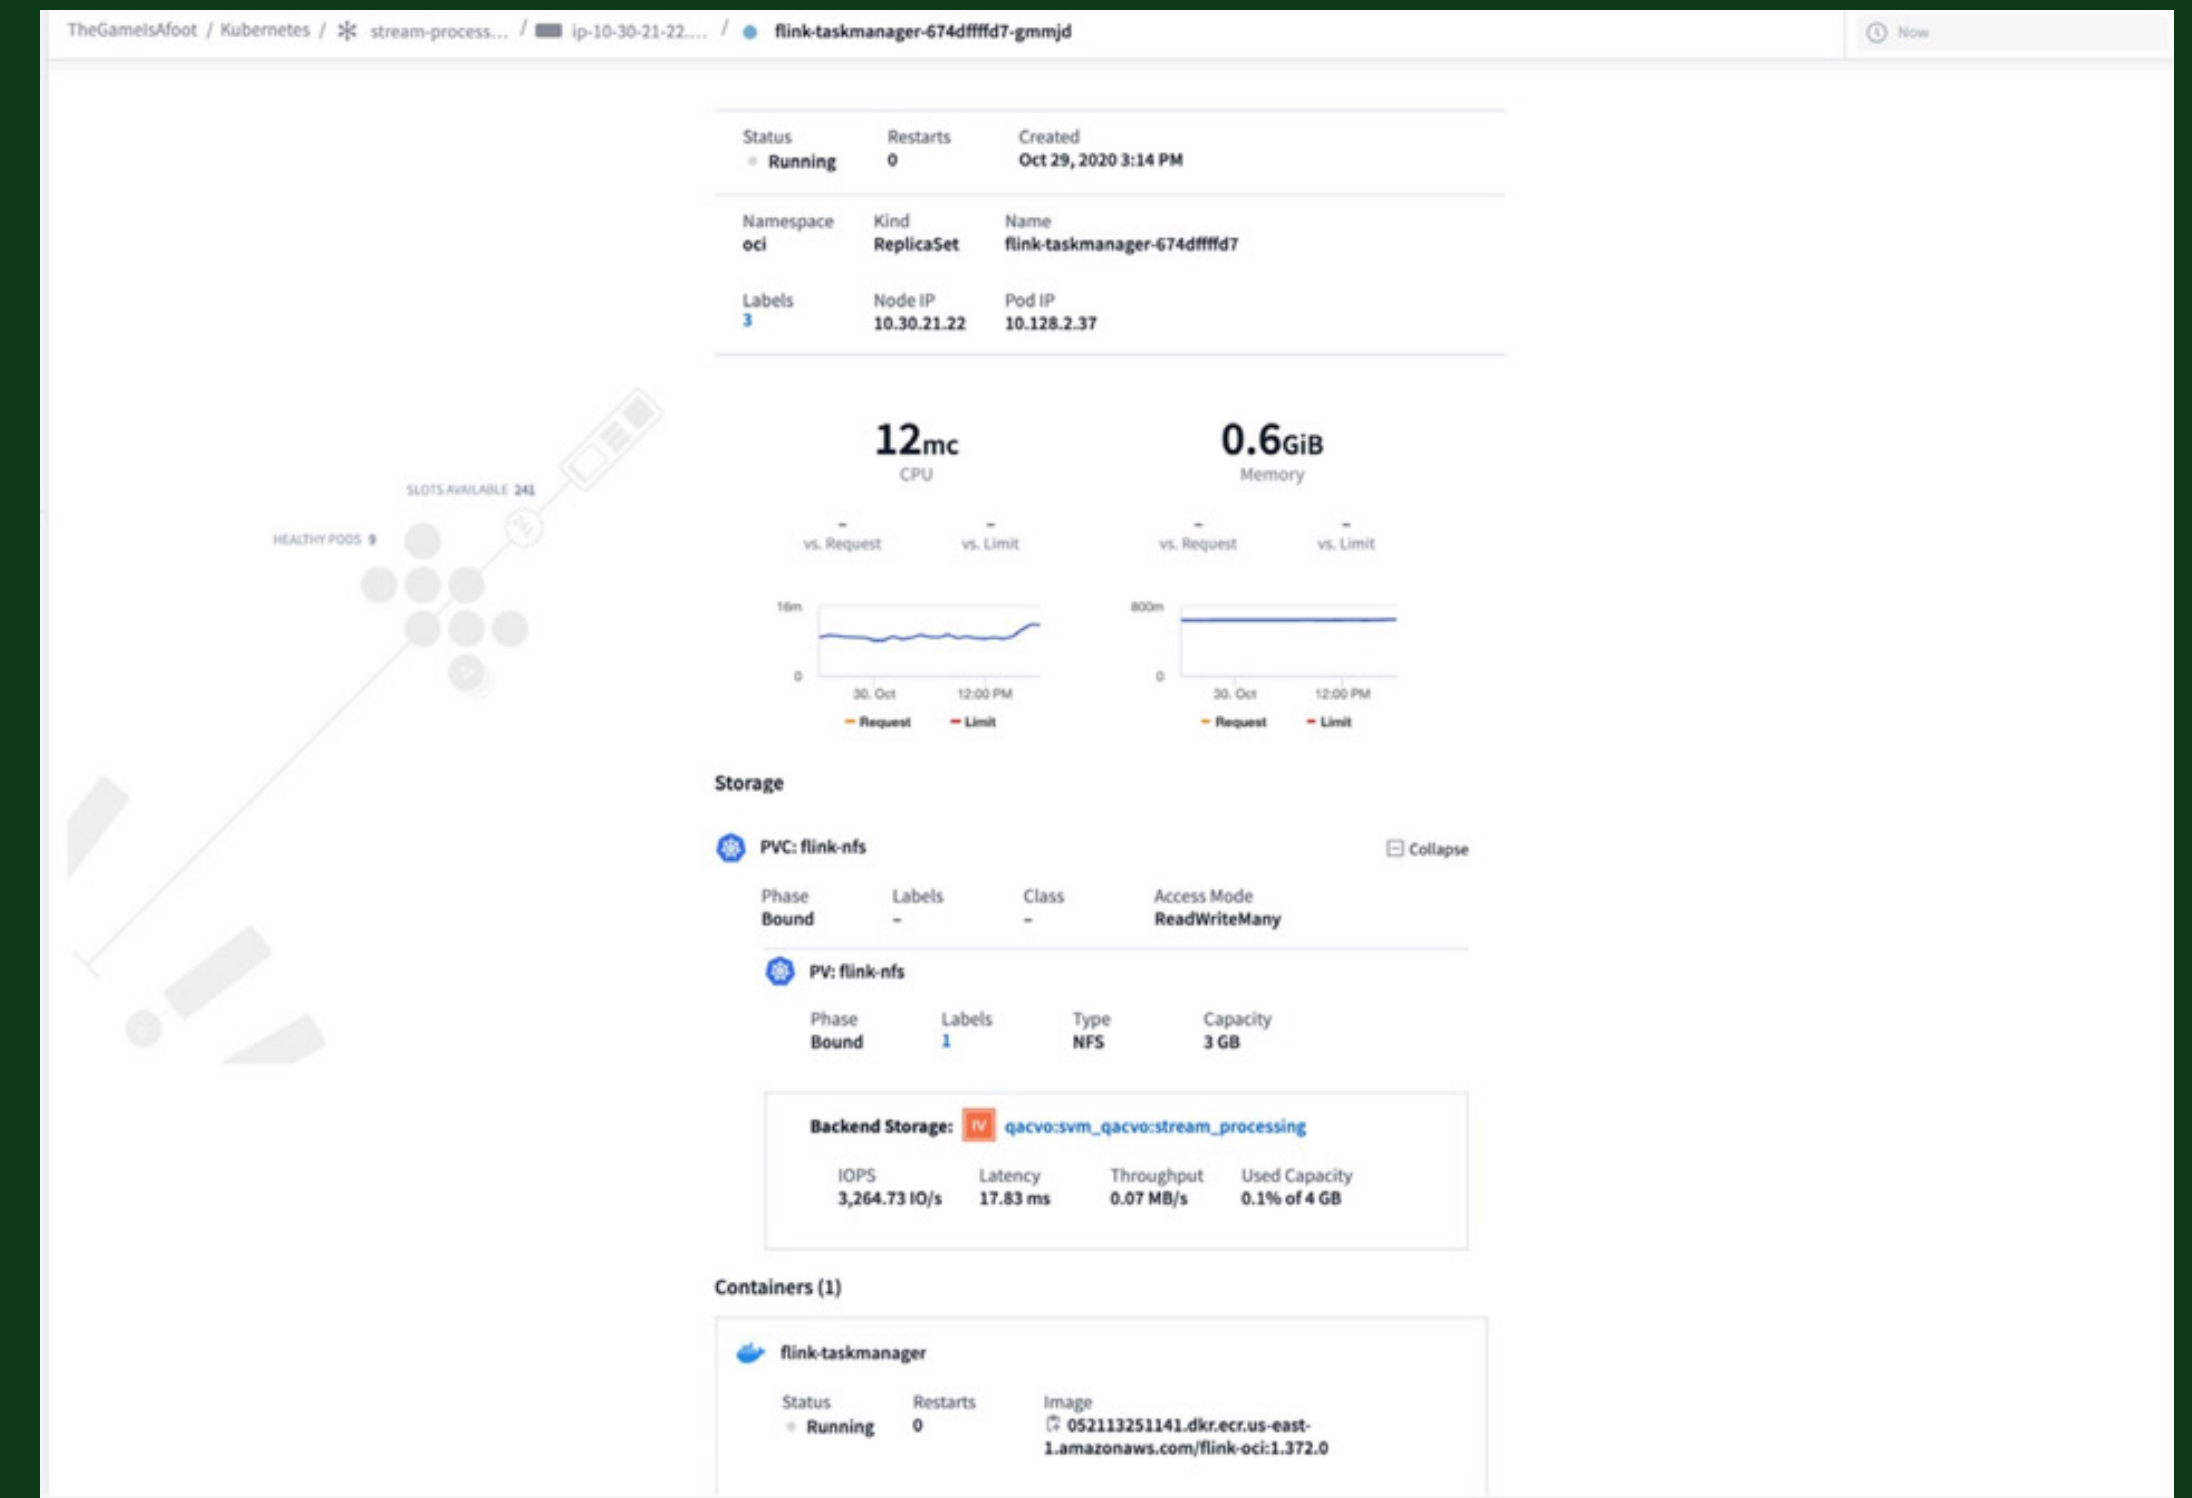 TheGameIsAfoot / Kubernetes / stream-process... / ip-10-30-21-22.... / flink-taskmanager-674dffffd7-gmmjd
Now
Status Restarts Created
Running 0 Oct 29, 2020 3:14 PM
Namespace Kind Name
oci ReplicaSet flink-taskmanager-674dffffd7
Labels Node IP Pod IP
3 10.30.21.22 10.128.2.37
SLOTS AVAILABLE 241
HEALTHY PODS 9
12mc 0.6GiB
CPU Memory
– – – –
vs. Request vs. Limit vs. Request vs. Limit
16m 800m
0 0
30. Oct 12:00 PM 30. Oct 12:00 PM
Request Limit Request Limit
Storage
PVC: flink-nfs Collapse
Phase Labels Class Access Mode
Bound – – ReadWriteMany
PV: flink-nfs
Phase Labels Type Capacity
Bound 1 NFS 3 GB
Backend Storage: IV qacvo:svm_qacvo:stream_processing
IOPS Latency Throughput Used Capacity
3,264.73 IO/s 17.83 ms 0.07 MB/s 0.1% of 4 GB
Containers (1)
flink-taskmanager
Status Restarts Image
Running 0 052113251141.dkr.ecr.us-east-
1.amazonaws.com/flink-oci:1.372.0